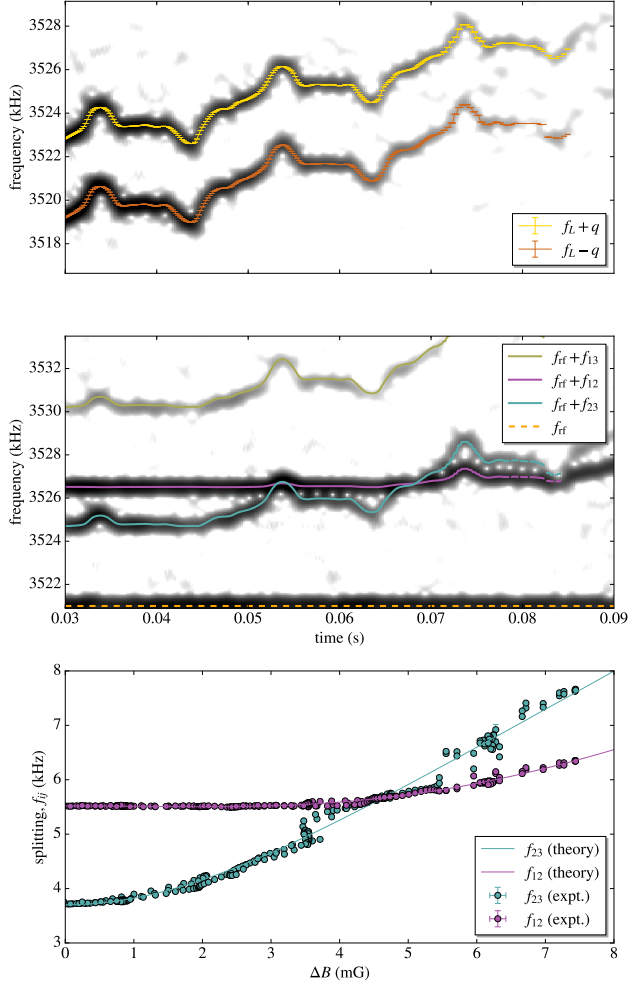 3528
3526
3524
3522
3520
3518
frequency (kHz)
f_L + q
f_L − q
3532
3530
3528
3526
3524
3522
frequency (kHz)
f_rf + f_13
f_rf + f_12
f_rf + f_23
f_rf
0.03 0.04 0.05 0.06 0.07 0.08 0.09
time (s)
8
7
6
5
4
3
splitting, f_ij (kHz)
f_23 (theory)
f_12 (theory)
f_23 (expt.)
f_12 (expt.)
0 1 2 3 4 5 6 7 8
ΔB (mG)